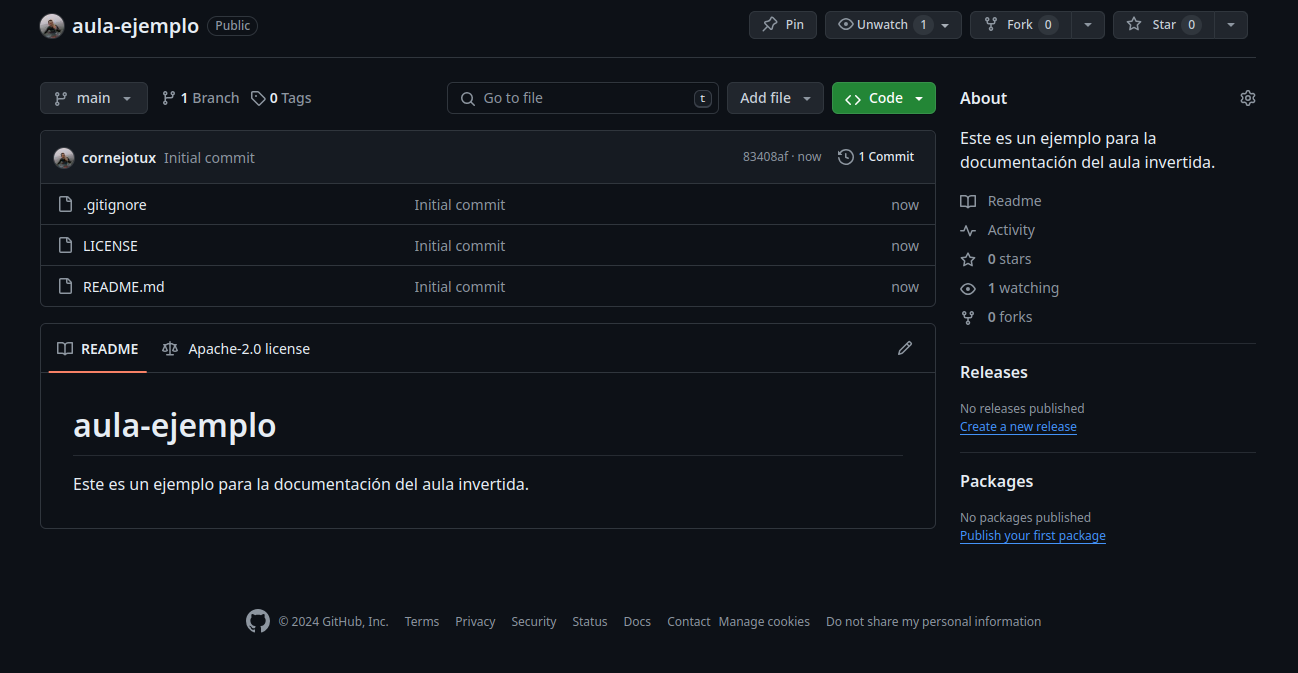 aula-ejemplo Public Pin Unwatch 1 Fork 0 Star 0
main 1 Branch 0 Tags Go to file t Add file Code
cornejotux Initial commit 83408af · now 1 Commit
.gitignore Initial commit now
LICENSE Initial commit now
README.md Initial commit now
README Apache-2.0 license
aula-ejemplo
Este es un ejemplo para la documentación del aula invertida.
About
Este es un ejemplo para la
documentación del aula invertida.
Readme
Activity
0 stars
1 watching
0 forks
Releases
No releases published
Create a new release
Packages
No packages published
Publish your first package
© 2024 GitHub, Inc. Terms Privacy Security Status Docs Contact Manage cookies Do not share my personal information